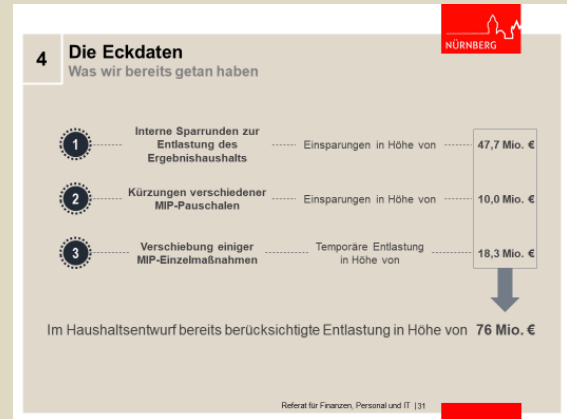 NÜRNBERG
4
Die Eckdaten
Was wir bereits getan haben
1
Interne Sparrunden zur
Entlastung des
Ergebnishaushalts
Einsparungen in Höhe von
47,7 Mio. €
2
Kürzungen verschiedener
MIP-Pauschalen
Einsparungen in Höhe von
10,0 Mio. €
3
Verschiebung einiger
MIP-Einzelmaßnahmen
Temporäre Entlastung
in Höhe von
18,3 Mio. €
Im Haushaltsentwurf bereits berücksichtigte Entlastung in Höhe von 76 Mio. €
Referat für Finanzen, Personal und IT |31